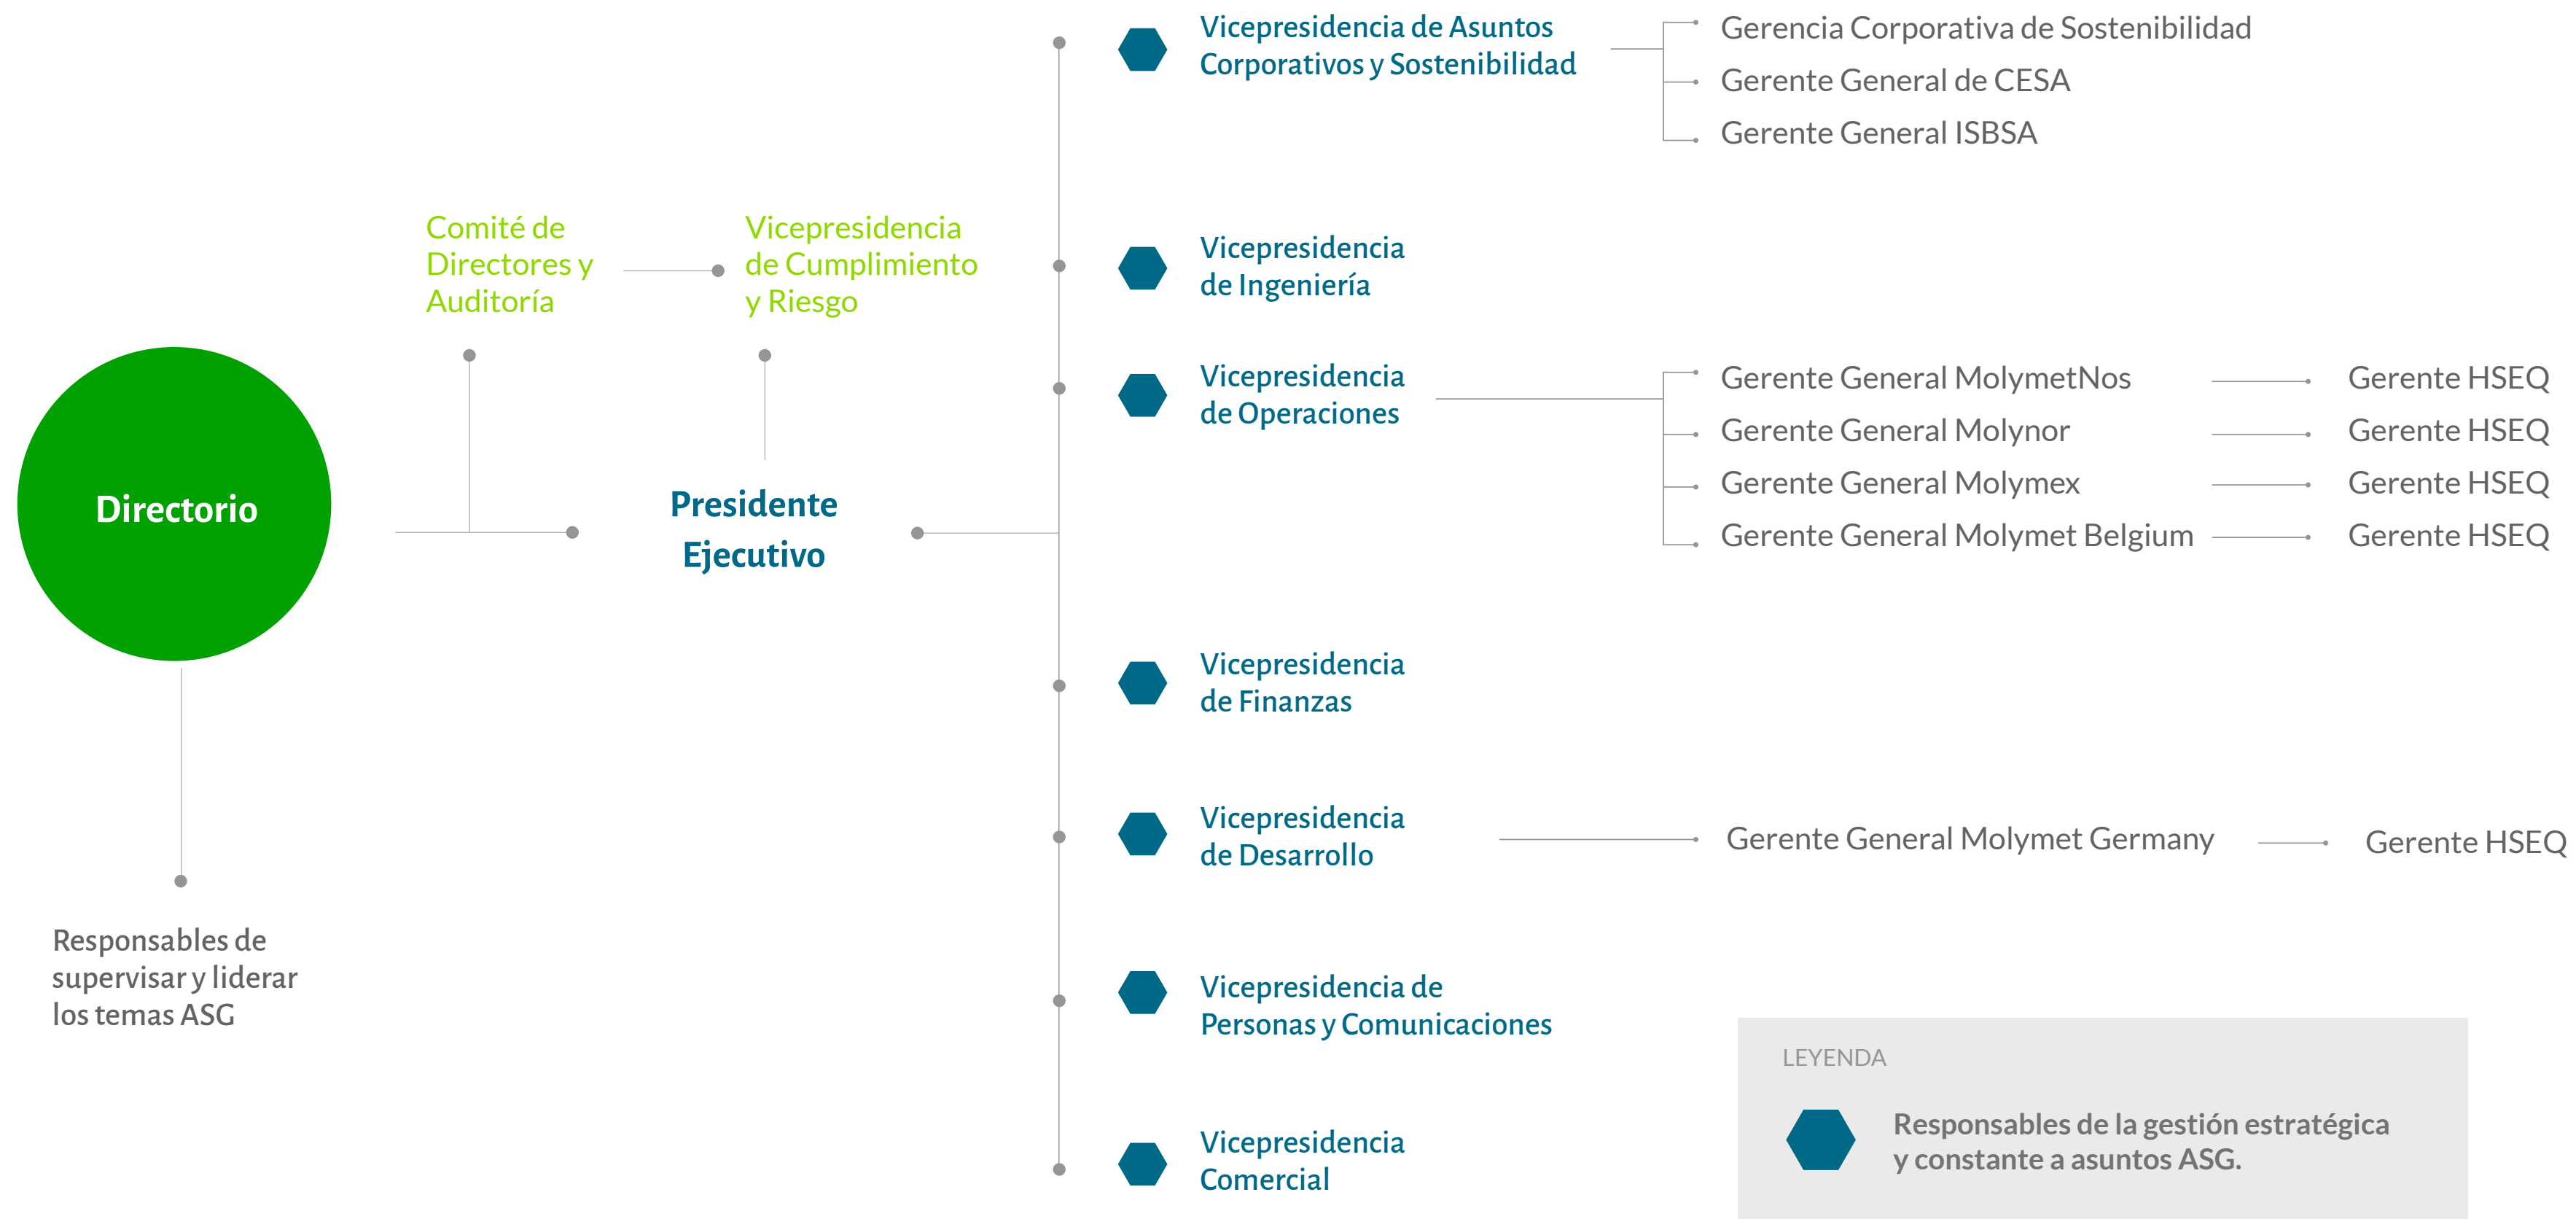 Directorio
Responsables de
supervisar y liderar
los temas ASG
Comité de
Directores y
Auditoría
Vicepresidencia
de Cumplimiento
y Riesgo
Presidente
Ejecutivo
Vicepresidencia de Asuntos
Corporativos y Sostenibilidad
Gerencia Corporativa de Sostenibilidad
Gerente General de CESA
Gerente General ISBSA
Vicepresidencia
de Ingeniería
Vicepresidencia
de Operaciones
Gerente General MolymetNos
Gerente HSEQ
Gerente General Molynor
Gerente HSEQ
Gerente General Molymex
Gerente HSEQ
Gerente General Molymet Belgium
Gerente HSEQ
Vicepresidencia
de Finanzas
Vicepresidencia
de Desarrollo
Gerente General Molymet Germany
Gerente HSEQ
Vicepresidencia de
Personas y Comunicaciones
Vicepresidencia
Comercial
LEYENDA
Responsables de la gestión estratégica
y constante a asuntos ASG.